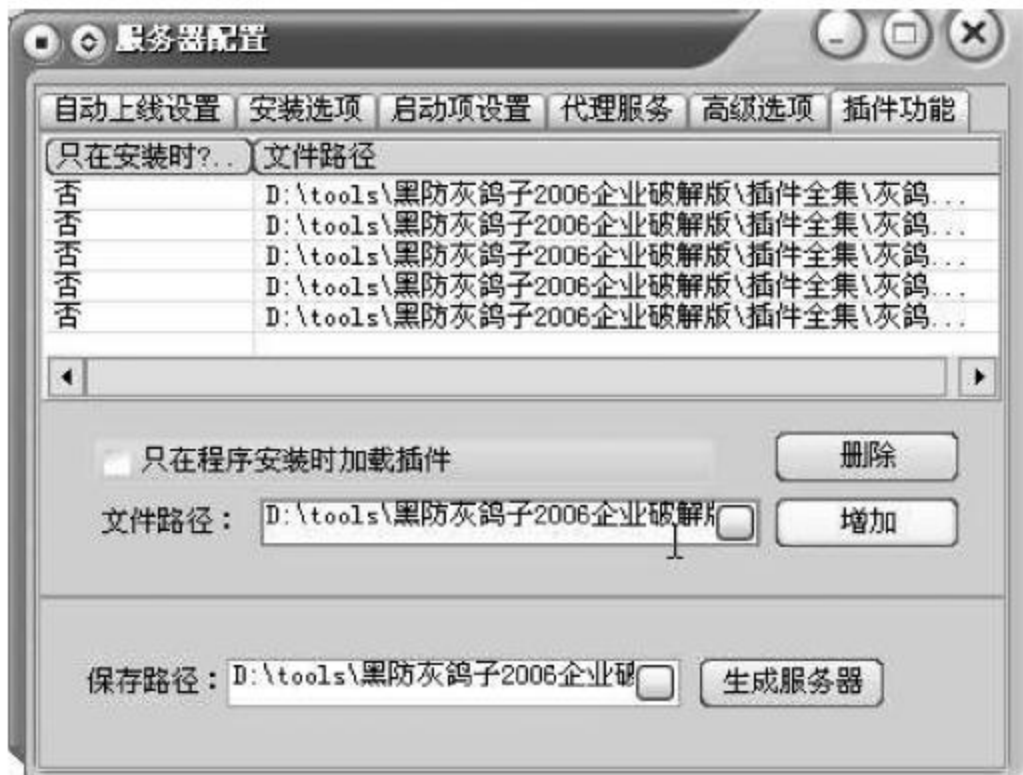 服务器配置
自动上线设置 安装选项 启动项设置 代理服务 高级选项 插件功能
只在安装时?.. 文件路径
否 D:\tools\黑防灰鸽子2006企业破解版\插件全集\灰鸽...
否 D:\tools\黑防灰鸽子2006企业破解版\插件全集\灰鸽...
否 D:\tools\黑防灰鸽子2006企业破解版\插件全集\灰鸽...
否 D:\tools\黑防灰鸽子2006企业破解版\插件全集\灰鸽...
否 D:\tools\黑防灰鸽子2006企业破解版\插件全集\灰鸽...
只在程序安装时加载插件 删除
文件路径： D:\tools\黑防灰鸽子2006企业破解版 增加
保存路径： D:\tools\黑防灰鸽子2006企业破 生成服务器